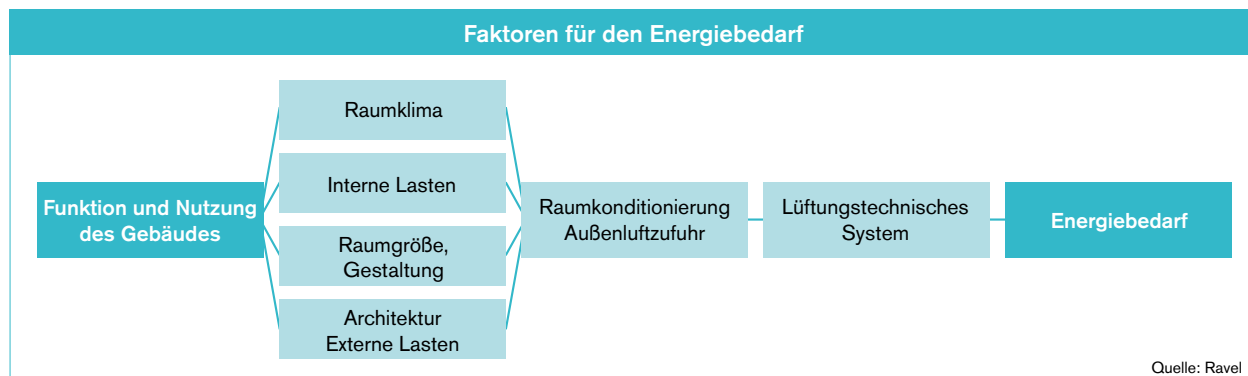 Faktoren für den Energiebedarf
Raumklima
Interne Lasten
Funktion und Nutzung
des Gebäudes
Raumgröße,
Gestaltung
Architektur
Externe Lasten
Raumkonditionierung
Außenluftzufuhr
Lüftungstechnisches
System
Energiebedarf
Quelle: Ravel